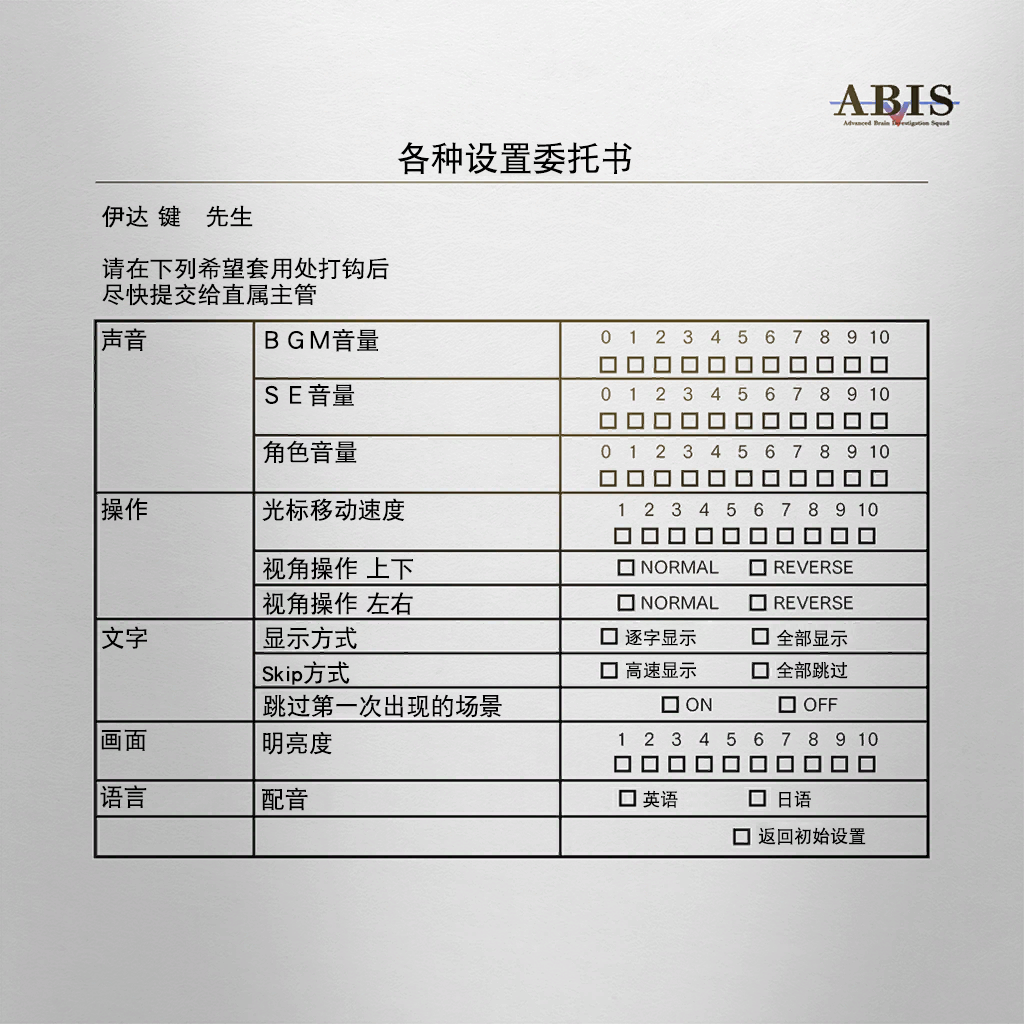 ABIS
Advanced Brain Investigation Squad
各种设置委托书
伊达 键 先生
请在下列希望套用处打钩后
尽快提交给直属主管
声音
ＢＧＭ音量
0 1 2 3 4 5 6 7 8 9 10
ＳＥ音量
0 1 2 3 4 5 6 7 8 9 10
角色音量
0 1 2 3 4 5 6 7 8 9 10
操作
光标移动速度
1 2 3 4 5 6 7 8 9 10
视角操作 上下
NORMAL REVERSE
视角操作 左右
NORMAL REVERSE
文字
显示方式
逐字显示 全部显示
Skip方式
高速显示 全部跳过
跳过第一次出现的场景
ON OFF
画面
明亮度
1 2 3 4 5 6 7 8 9 10
语言
配音
英语 日语
返回初始设置